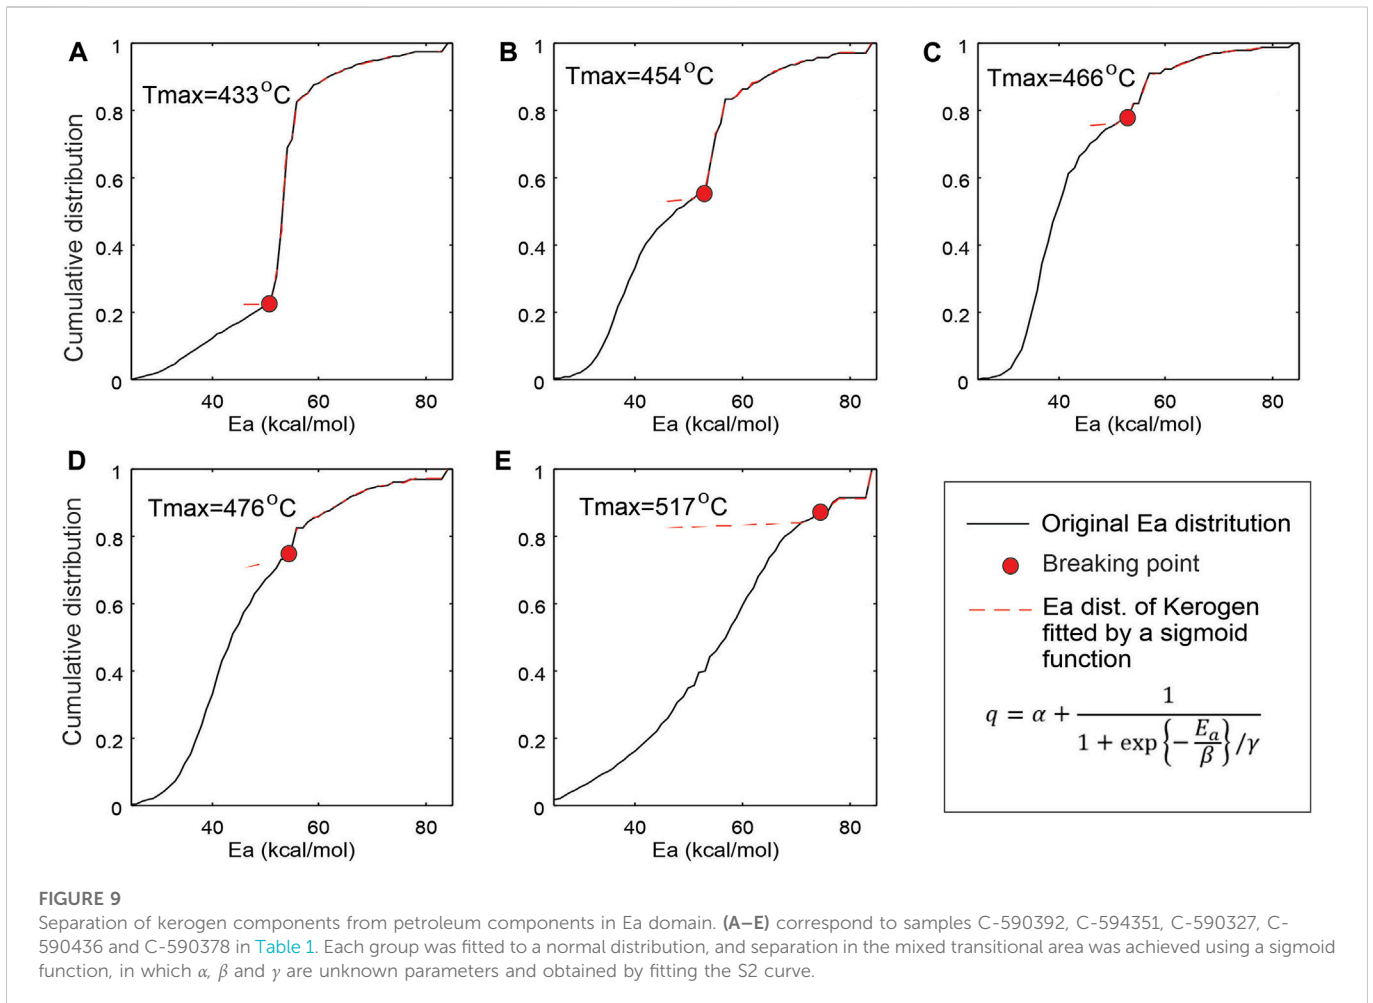 A
Tmax=433°C
1
0.8
0.6
0.4
0.2
0
Cumulative distribution
40 60 80
Ea (kcal/mol)
B
Tmax=454°C
1
0.8
0.6
0.4
0.2
0
40 60 80
Ea (kcal/mol)
C
Tmax=466°C
1
0.8
0.6
0.4
0.2
0
40 60 80
Ea (kcal/mol)
D
Tmax=476°C
1
0.8
0.6
0.4
0.2
0
Cumulative distribution
40 60 80
Ea (kcal/mol)
E
Tmax=517°C
1
0.8
0.6
0.4
0.2
0
40 60 80
Ea (kcal/mol)
Original Ea distritution
Breaking point
Ea dist. of Kerogen
fitted by a sigmoid
function
q = α + 1 / (1 + exp{−Ea/β}/γ)
FIGURE 9
Separation of kerogen components from petroleum components in Ea domain. (A–E) correspond to samples C-590392, C-594351, C-590327, C-
590436 and C-590378 in Table 1. Each group was fitted to a normal distribution, and separation in the mixed transitional area was achieved using a sigmoid
function, in which α, β and γ are unknown parameters and obtained by fitting the S2 curve.